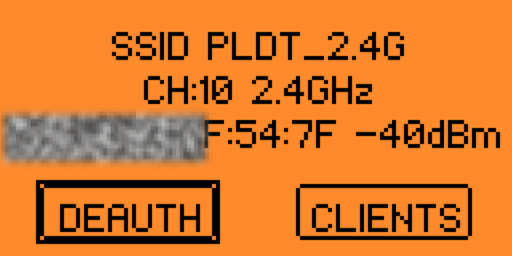 SSID PLDT_2.4G
CH:10 2.4GHz
F:54:7F -40dBm
DEAUTH CLIENTS